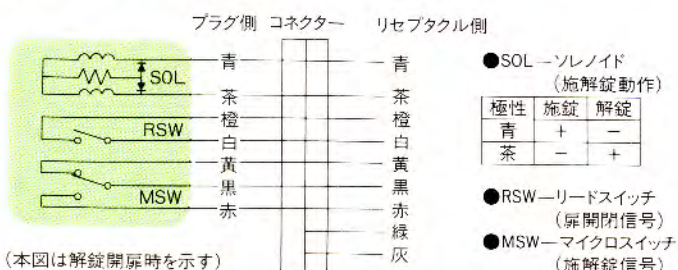 プラグ側 コネクター リセプタクル側
青 青
SOL
茶 茶
橙 橙
RSW
白 白
黄 黄
黒 黒
MSW
赤 赤
緑
灰
(本図は解錠開扉時を示す)
●SOL―ソレノイド
(施解錠動作)
極性 施錠 解錠
青 + −
茶 − +
●RSW―リードスイッチ
(扉開閉信号)
●MSW―マイクロスイッチ
(施解錠信号)